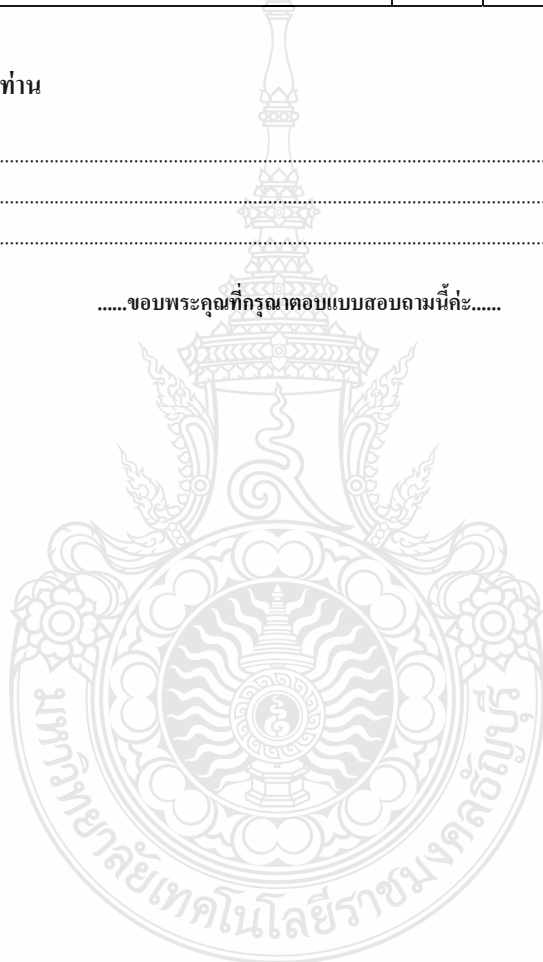 ท่าน
................................................................................
................................................................................
................................................................................
......ขอบพระคุณที่กรุณาตอบแบบสอบถามนี้ค่ะ......
มหาวิทยาลัยเทคโนโลยีราชมงคลธัญบุรี